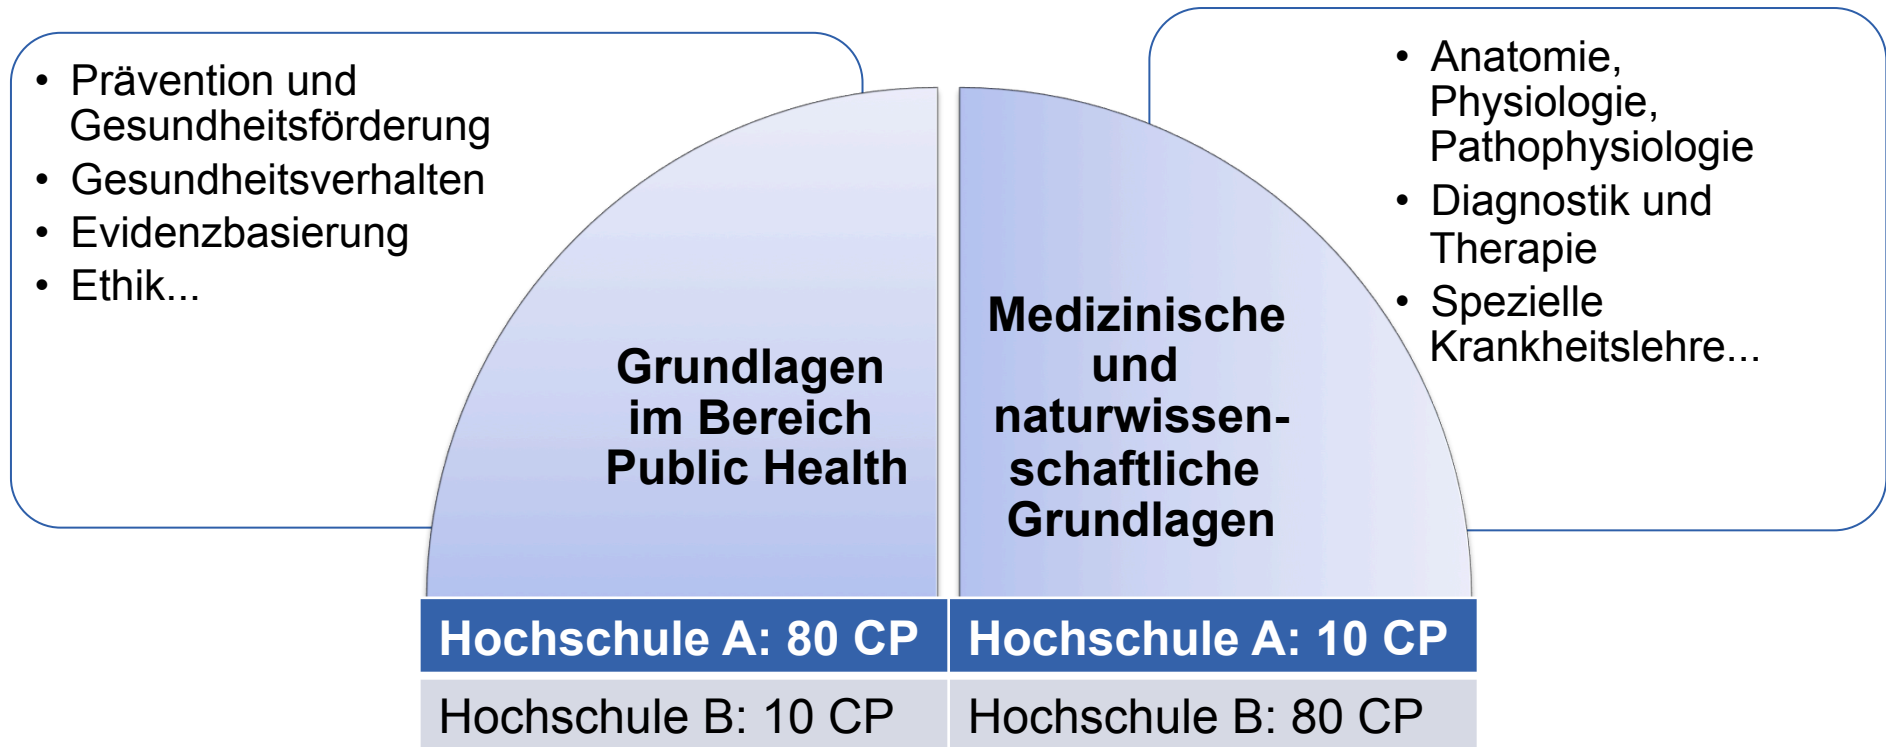 • Prävention und
Gesundheitsförderung
• Gesundheitsverhalten
• Evidenzbasierung
• Ethik...
• Anatomie,
Physiologie,
Pathophysiologie
• Diagnostik und
Therapie
• Spezielle
Krankheitslehre...
Grundlagen
im Bereich
Public Health
Medizinische
und
naturwissen-
schaftliche
Grundlagen
Hochschule A: 80 CP
Hochschule A: 10 CP
Hochschule B: 10 CP
Hochschule B: 80 CP